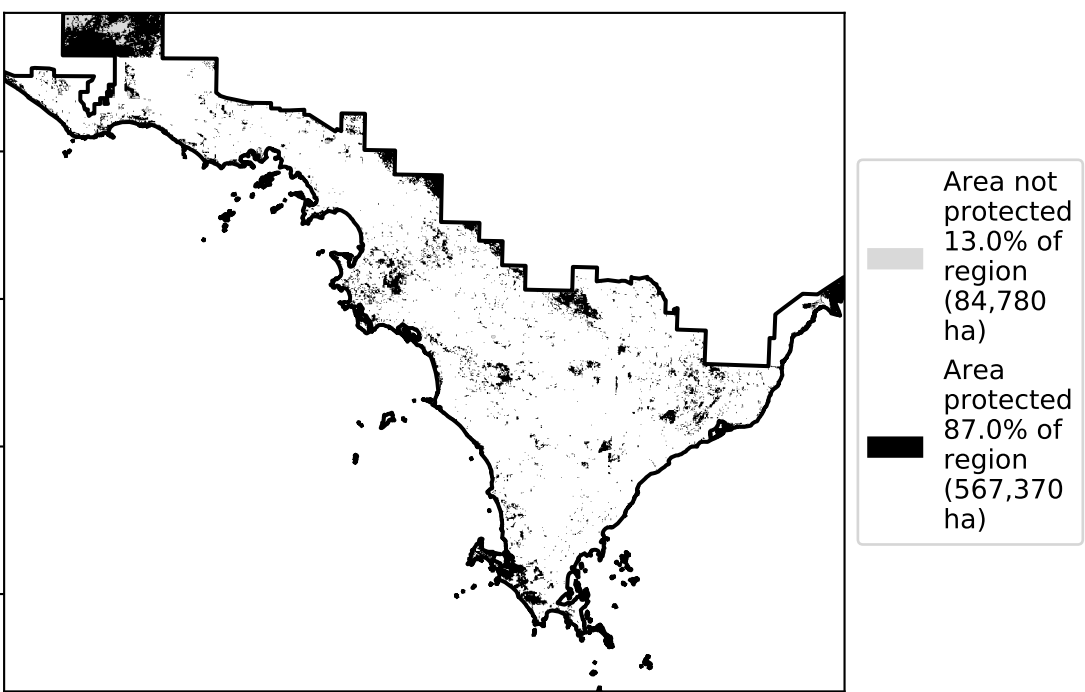 Area not
protected
13.0% of
region
(84,780
ha)
Area
protected
87.0% of
region
(567,370
ha)